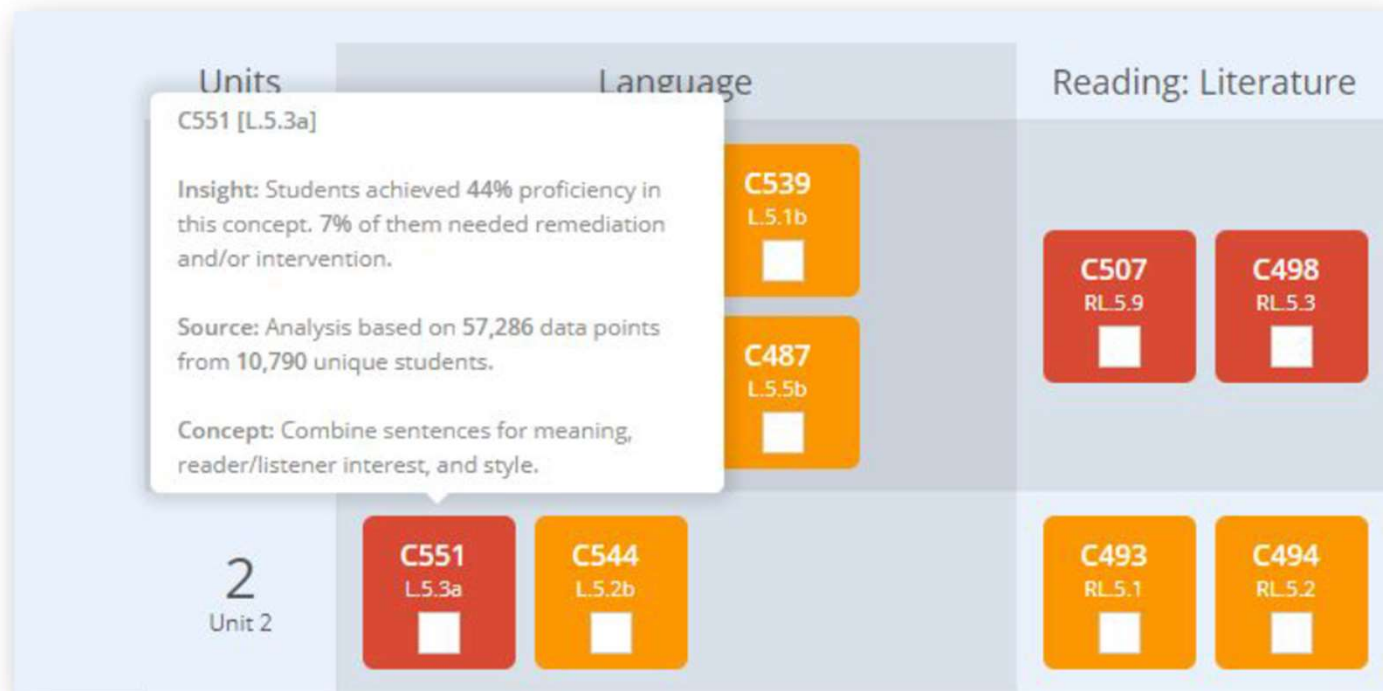 Units
Language
Reading: Literature
C551 [L.5.3a]
Insight: Students achieved 44% proficiency in
this concept. 7% of them needed remediation
and/or intervention.
Source: Analysis based on 57,286 data points
from 10,790 unique students.
Concept: Combine sentences for meaning,
reader/listener interest, and style.
C539
L.5.1b
C487
L.5.5b
C507
RL.5.9
C498
RL.5.3
2
Unit 2
C551
L.5.3a
C544
L.5.2b
C493
RL.5.1
C494
RL.5.2